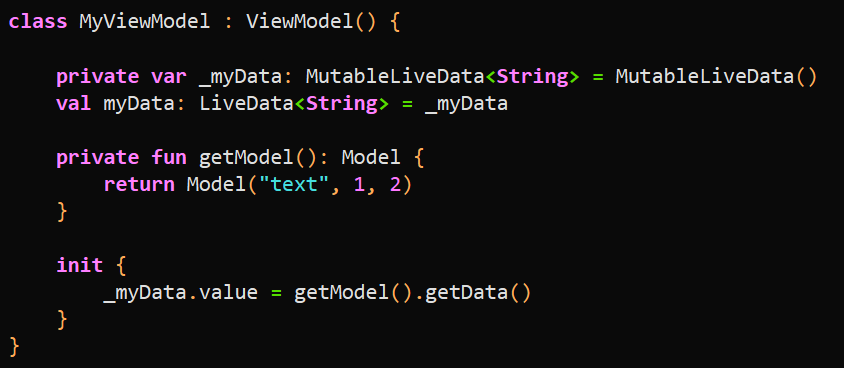 class MyViewModel : ViewModel() {
    private var _myData: MutableLiveData<String> = MutableLiveData()
    val myData: LiveData<String> = _myData
    private fun getModel(): Model {
        return Model("text", 1, 2)
    }
    init {
        _myData.value = getModel().getData()
    }
}